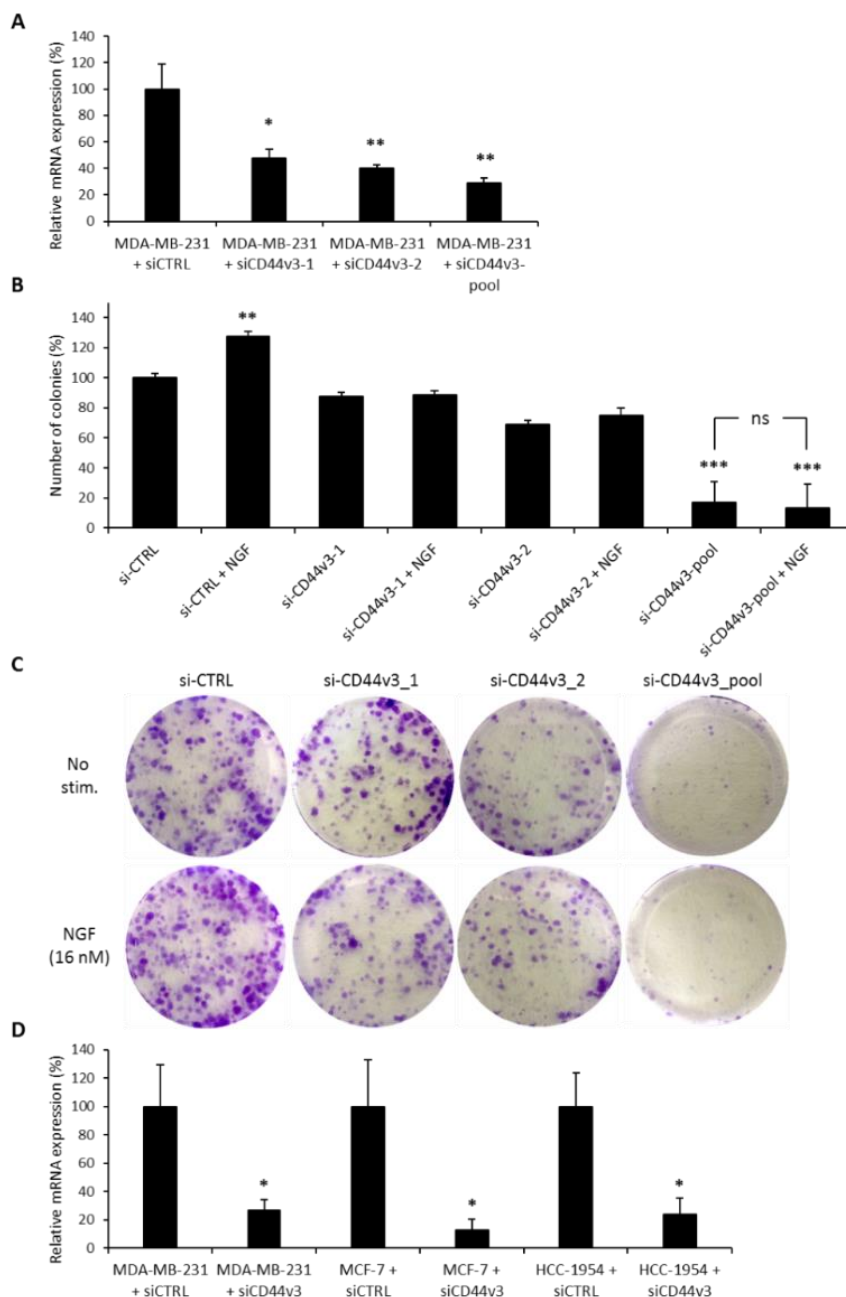 A
Relative mRNA expression (%)
140
120
100
80
60
40
20
0
*
**
**
MDA-MB-231 MDA-MB-231 MDA-MB-231 MDA-MB-231
+ siCTRL + siCD44v3-1 + siCD44v3-2 + siCD44v3-
pool
B
Number of colonies (%)
140
120
100
80
60
40
20
0
**
ns
***
***
si-CTRL
si-CTRL + NGF
si-CD44v3-1
si-CD44v3-1 + NGF
si-CD44v3-2
si-CD44v3-2 + NGF
si-CD44v3-pool
si-CD44v3-pool + NGF
C
si-CTRL si-CD44v3_1 si-CD44v3_2 si-CD44v3_pool
No
stim.
NGF
(16 nM)
D
Relative mRNA expression (%)
140
120
100
80
60
40
20
0
*
*
*
MDA-MB-231 MDA-MB-231 MCF-7 + MCF-7 + HCC-1954 + HCC-1954 +
+ siCTRL + siCD44v3 siCTRL siCD44v3 siCTRL siCD44v3